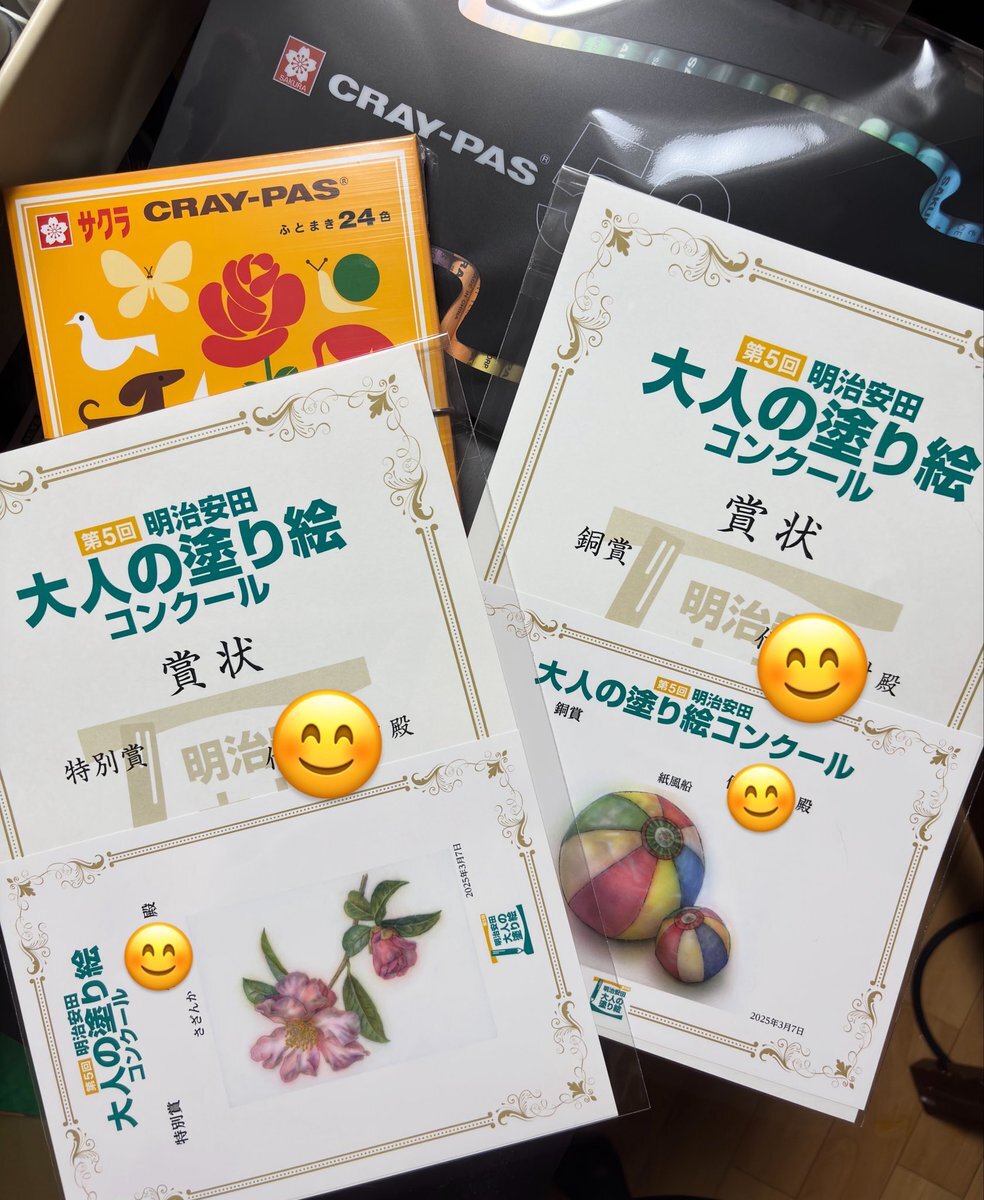 SAKURA
CRAY-PAS®
サクラ
CRAY-PAS®
ふとまき24色
第5回 明治安田
大人の塗り絵
コンクール
賞状
銅賞
明治
殿
第5回 明治安田
大人の塗り絵コンクール
銅賞
紙風船
殿
明治安田
大人の
塗り絵
2025年3月7日
第5回 明治安田
大人の塗り絵
コンクール
賞状
特別賞
明治
殿
第5回 明治安田
大人の塗り絵
コンクール
特別賞
さざんか
殿
2025年3月7日
明治安田
大人の
塗り絵